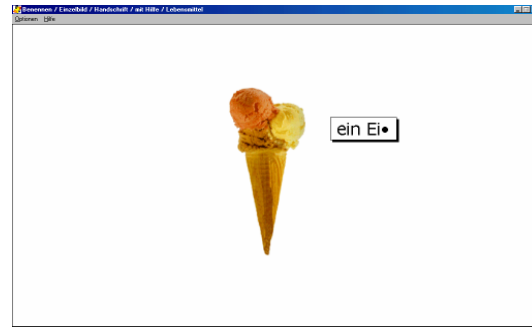 Benennen / Einzelbild / Handschrift / mit Hilfe / Lebensmittel
Optionen Hilfe
ein Ei•